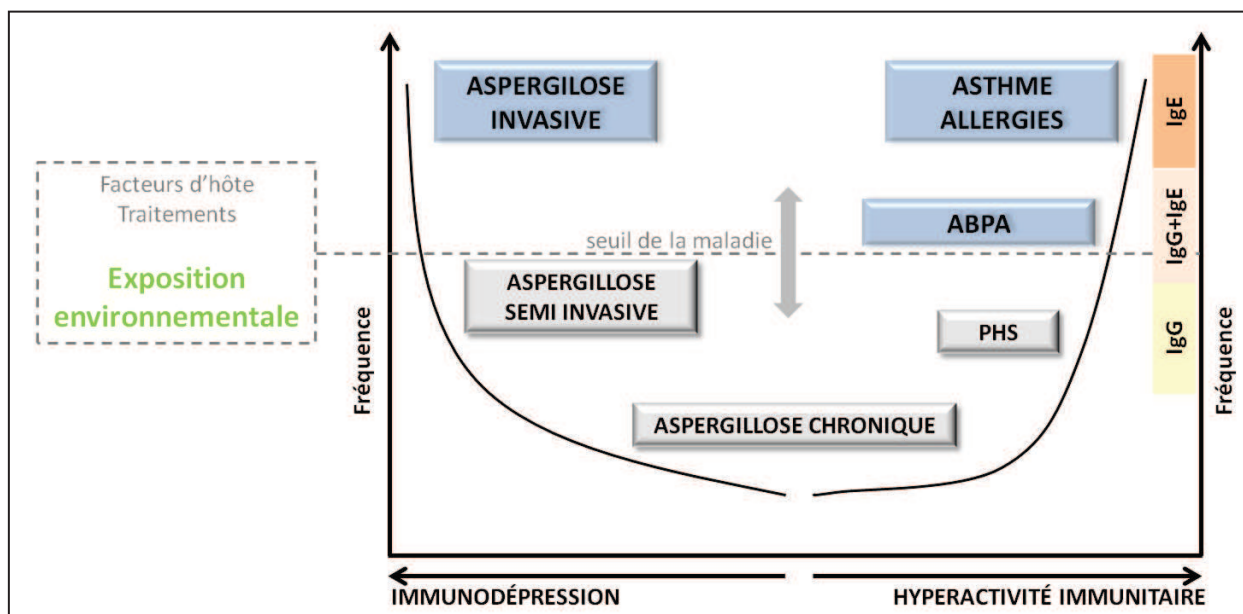 Facteurs d'hôte
Traitements
Exposition
environnementale
Fréquence
ASPERGILOSE
INVASIVE
ASTHME
ALLERGIES
ABPA
seuil de la maladie
ASPERGILLOSE
SEMI INVASIVE
PHS
ASPERGILLOSE CHRONIQUE
IgE
IgG+IgE
IgG
Fréquence
IMMUNODÉPRESSION
HYPERACTIVITÉ IMMUNITAIRE